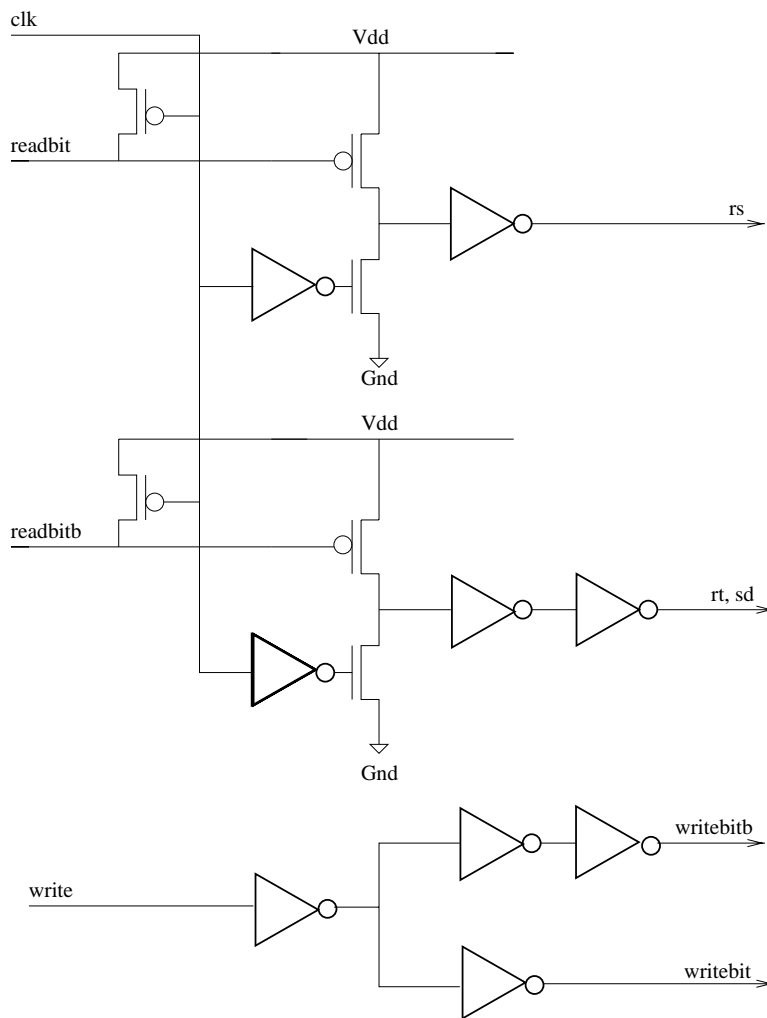 clk
Vdd
readbit
rs
Gnd
Vdd
readbitb
rt, sd
Gnd
writebitb
write
writebit